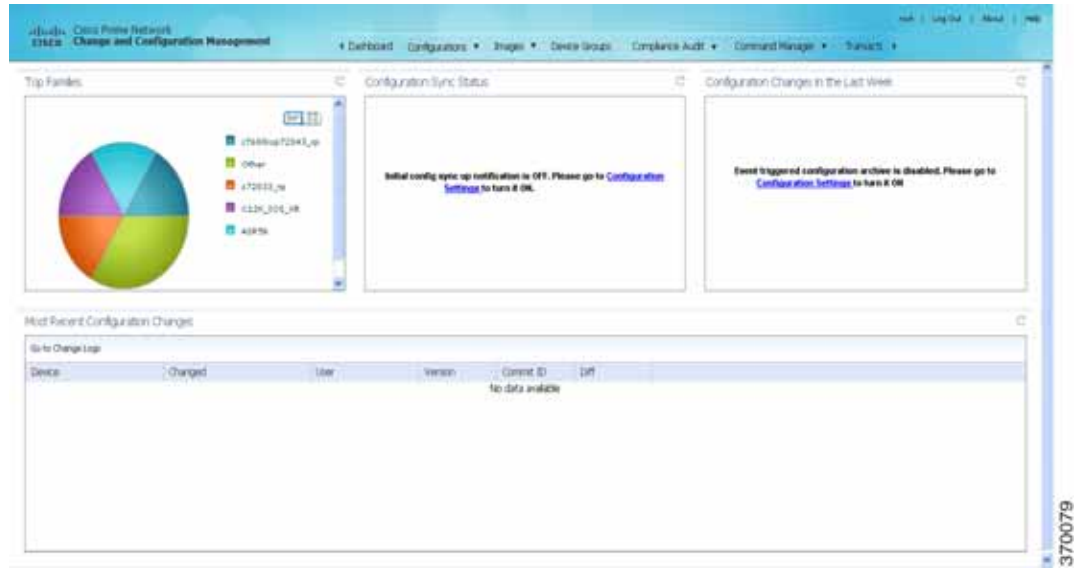 root | Log Out | About | Help
Cisco Prime Network
CISCO Change and Configuration Management
Dashboard Configurations Images Device Groups Compliance Audit Command Manager
Top Families
Configuration Sync Status
Configuration Changes in the Last Week
Other
ASR5k
Initial config sync up notification is OFF. Please go to Configuration
Settings to turn it ON.
Event triggered configuration archive is disabled. Please go to
Configuration Settings to turn it ON
Most Recent Configuration Changes
Go to Change Logs
Device Changed User Version Commit ID Diff
No data available
370079